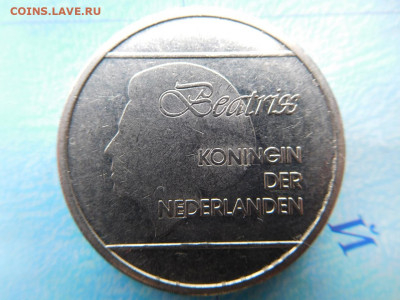 COINS.LAVE.RU
Beatrix
KONINGIN
DER
NEDERLANDEN
Й